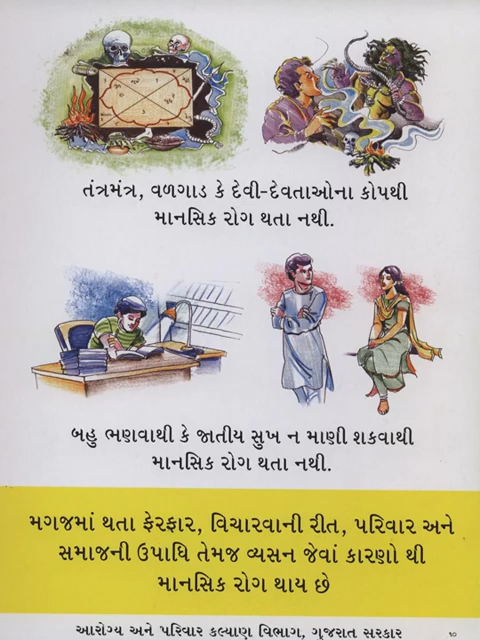 તંત્રમંત્ર, વળગાડ કે દેવી-દેવતાઓના કોપથી
માનસિક રોગ થતા નથી.
બહુ ભણવાથી કે જાતીય સુખ ન માણી શકવાથી
માનસિક રોગ થતા નથી.
મગજમાં થતા ફેરફાર, વિચારવાની રીત, પરિવાર અને
સમાજની ઉપાધિ તેમજ વ્યસન જેવાં કારણો થી
માનસિક રોગ થાય છે
આરોગ્ય અને પરિવાર કલ્યાણ વિભાગ, ગુજરાત સરકાર
૧૦